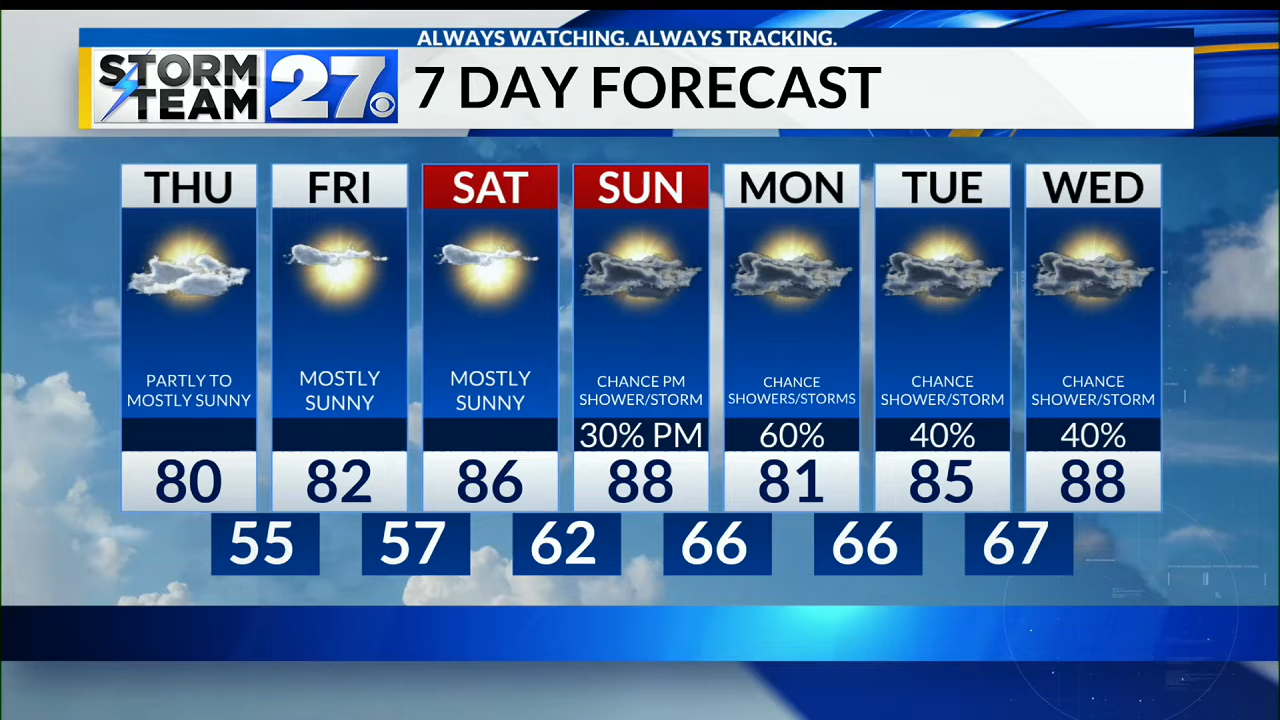 ALWAYS WATCHING. ALWAYS TRACKING.
STORM
TEAM
27
7 DAY FORECAST
THU FRI SAT SUN MON TUE WED
PARTLY TO
MOSTLY SUNNY
MOSTLY
SUNNY
MOSTLY
SUNNY
CHANCE PM
SHOWER/STORM
CHANCE
SHOWERS/STORMS
CHANCE
SHOWER/STORM
CHANCE
SHOWER/STORM
30% PM 60% 40% 40%
80 82 86 88 81 85 88
55 57 62 66 66 67